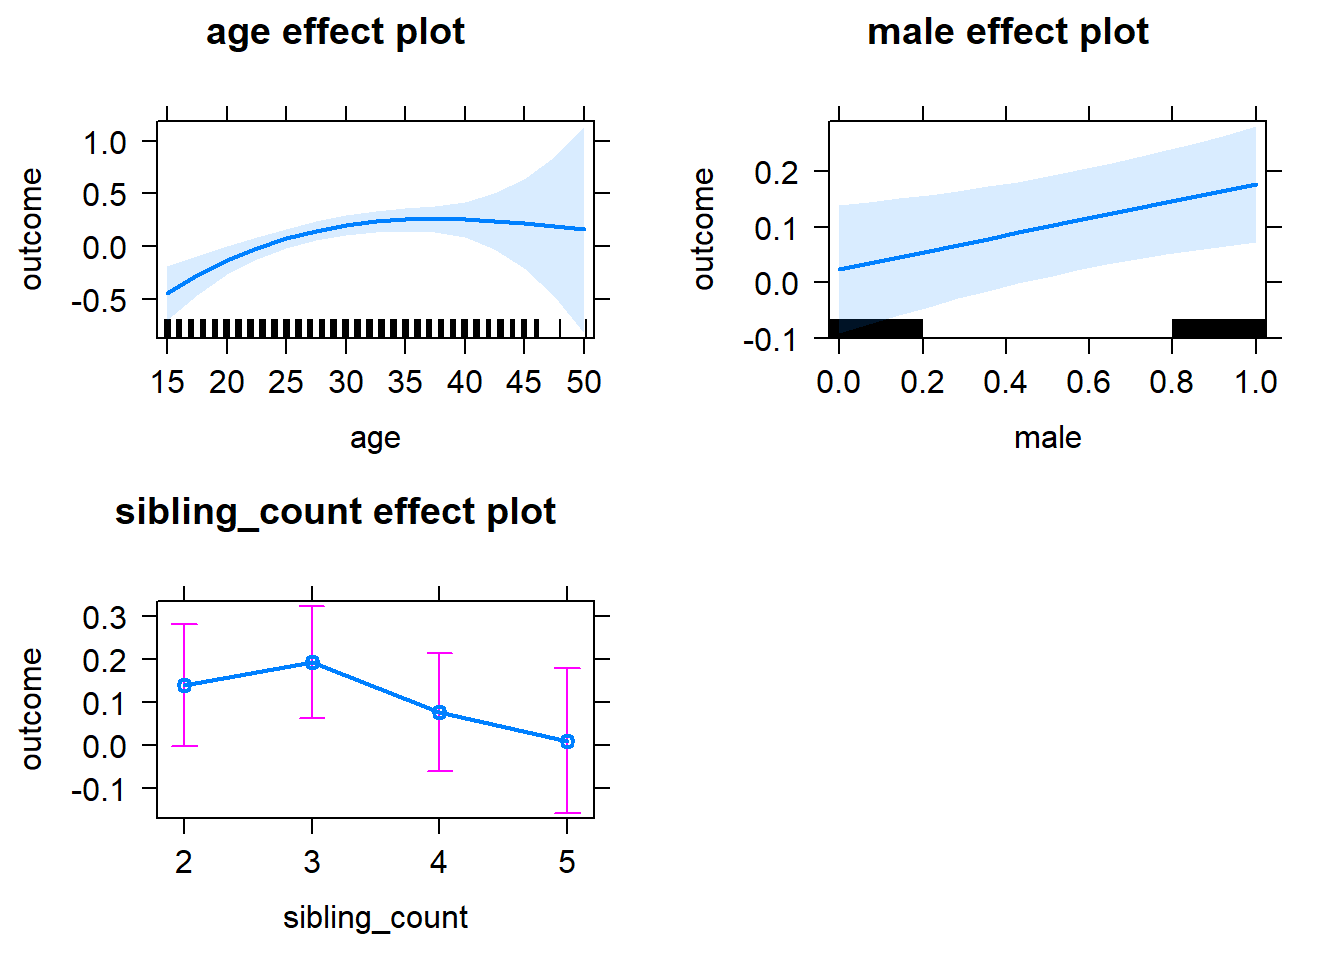 age effect plot
outcome
1.0
0.5
0.0
-0.5
15 20 25 30 35 40 45 50
age
male effect plot
outcome
0.2
0.1
0.0
-0.1
0.0 0.2 0.4 0.6 0.8 1.0
male
sibling_count effect plot
outcome
0.3
0.2
0.1
0.0
-0.1
2 3 4 5
sibling_count